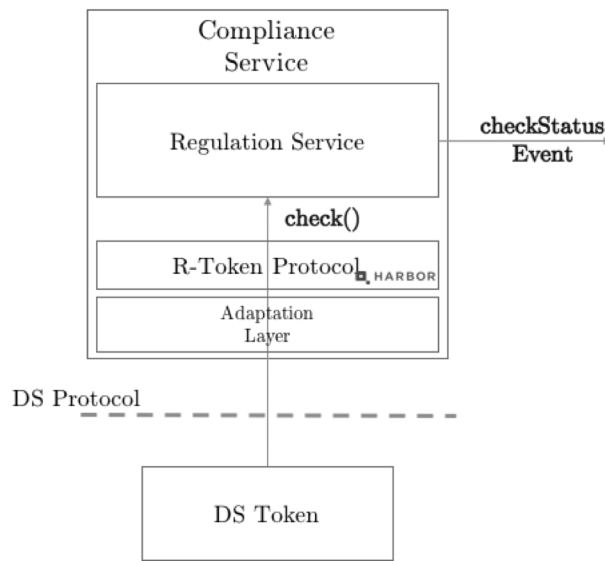 Compliance
Service
Regulation Service
checkStatus
Event
check()
R-Token Protocol
HARBOR
Adaptation
Layer
DS Protocol
DS Token